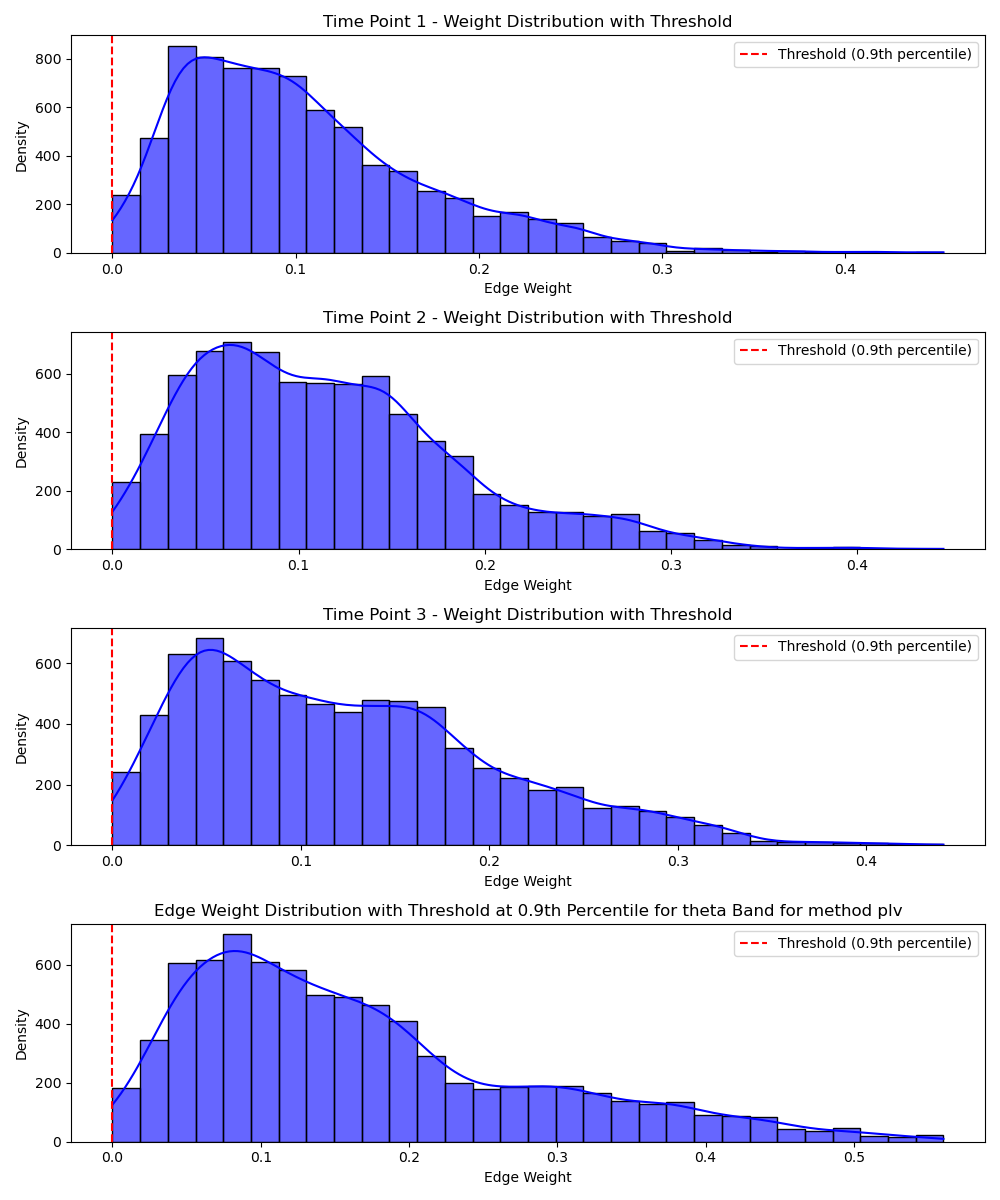 Time Point 1 - Weight Distribution with Threshold
Threshold (0.9th percentile)
Density
800
600
400
200
0
0.0 0.1 0.2 0.3 0.4
Edge Weight
Time Point 2 - Weight Distribution with Threshold
Threshold (0.9th percentile)
Density
600
400
200
0
0.0 0.1 0.2 0.3 0.4
Edge Weight
Time Point 3 - Weight Distribution with Threshold
Threshold (0.9th percentile)
Density
600
400
200
0
0.0 0.1 0.2 0.3 0.4
Edge Weight
Edge Weight Distribution with Threshold at 0.9th Percentile for theta Band for method plv
Threshold (0.9th percentile)
Density
600
400
200
0
0.0 0.1 0.2 0.3 0.4 0.5
Edge Weight